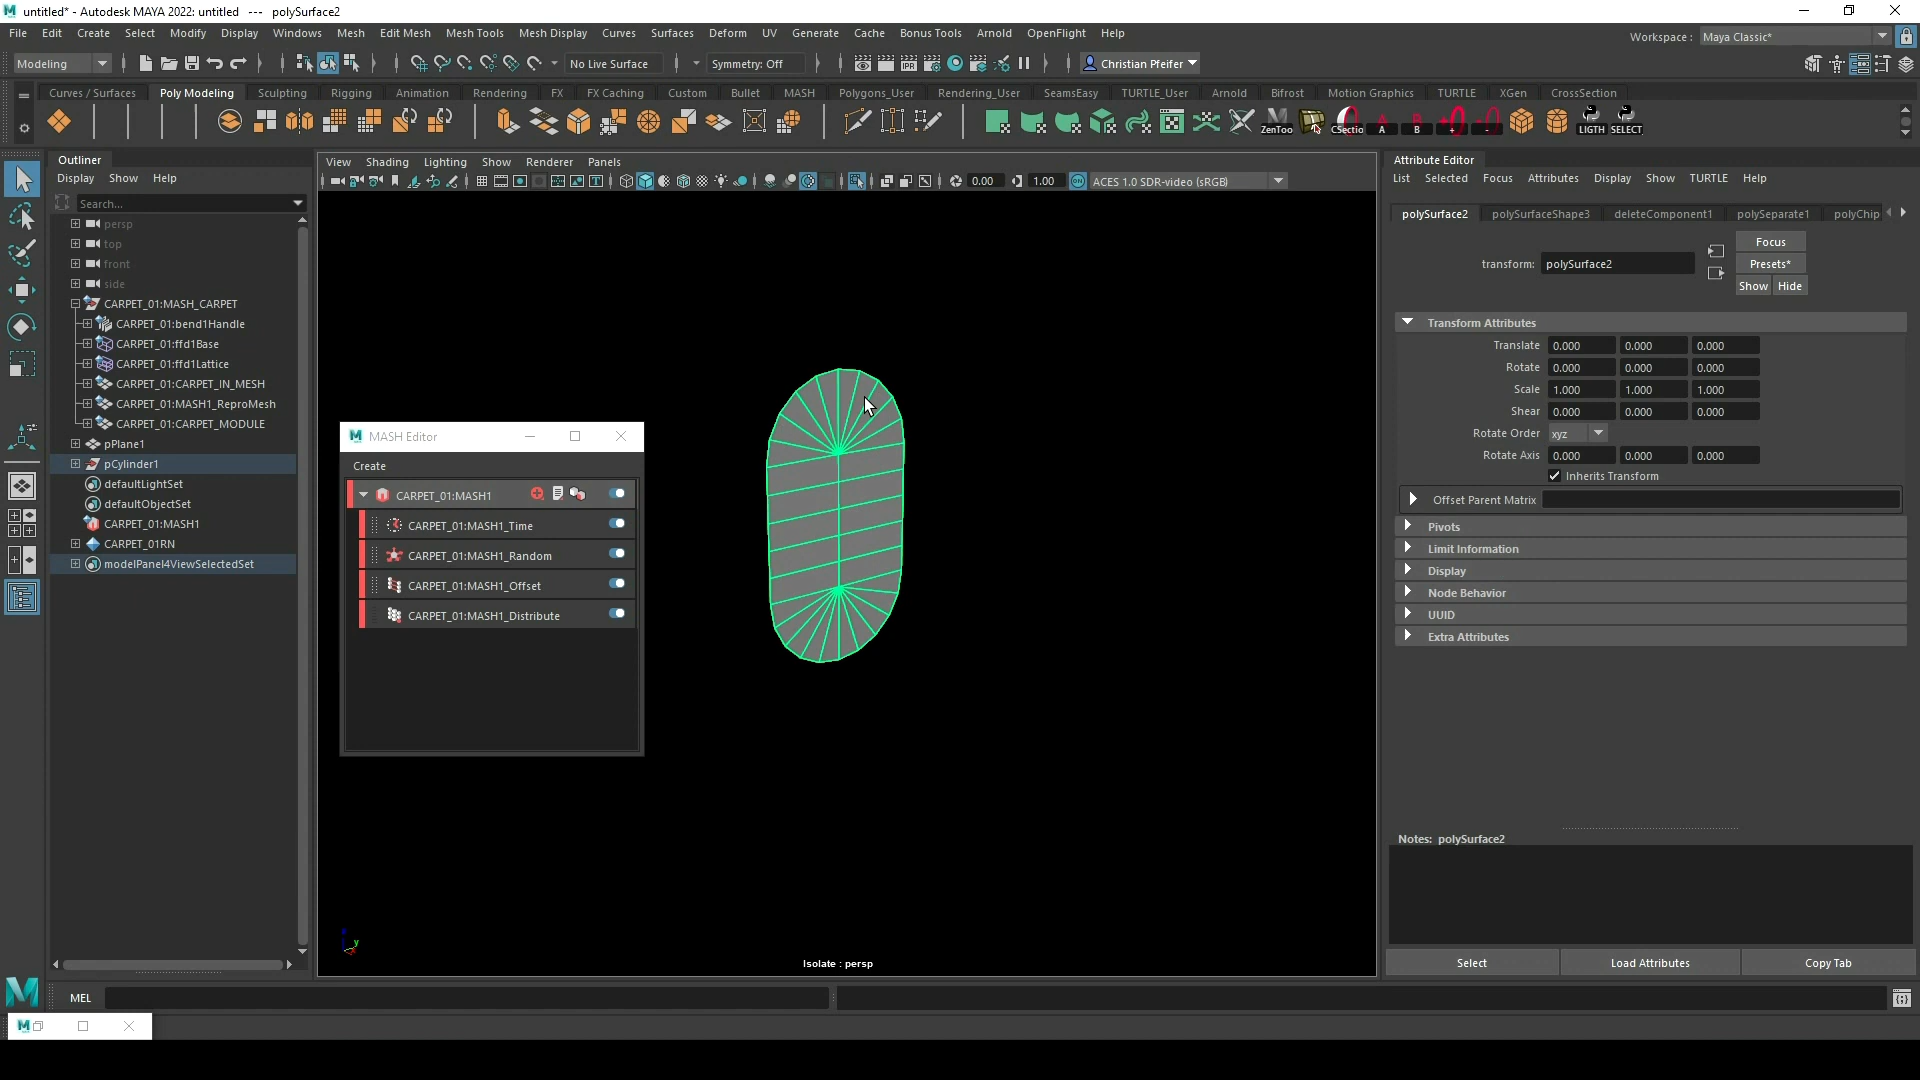 untitled* - Autodesk MAYA 2022: untitled --- polySurface2
File Edit Create Select Modify Display Windows Mesh Edit Mesh Mesh Tools Mesh Display Curves Surfaces Deform UV Generate Cache Bonus Tools Arnold OpenFlight Help
Workspace : Maya Classic*
Modeling
No Live Surface
Symmetry: Off
Christian Pfeifer
Curves / Surfaces Poly Modeling Sculpting Rigging Animation Rendering FX FX Caching Custom Bullet MASH Polygons_User Rendering_User SeamsEasy TURTLE_User Arnold Bifrost Motion Graphics TURTLE XGen CrossSection
ZenToo CSectio A B + - LIGTH SELECT
Outliner
Display Show Help
Search...
persp
top
front
side
CARPET_01:MASH_CARPET
CARPET_01:bend1Handle
CARPET_01:ffd1Base
CARPET_01:ffd1Lattice
CARPET_01:CARPET_IN_MESH
CARPET_01:MASH1_ReproMesh
CARPET_01:CARPET_MODULE
pPlane1
pCylinder1
defaultLightSet
defaultObjectSet
CARPET_01:MASH1
CARPET_01RN
modelPanel4ViewSelectedSet
View Shading Lighting Show Renderer Panels
0.00 1.00 ACES 1.0 SDR-video (sRGB)
MASH Editor
Create
CARPET_01:MASH1
CARPET_01:MASH1_Time
CARPET_01:MASH1_Random
CARPET_01:MASH1_Offset
CARPET_01:MASH1_Distribute
y
Isolate : persp
Attribute Editor
List Selected Focus Attributes Display Show TURTLE Help
polySurface2 polySurfaceShape3 deleteComponent1 polySeparate1 polyChip
transform: polySurface2
Focus
Presets*
Show Hide
Transform Attributes
Translate 0.000 0.000 0.000
Rotate 0.000 0.000 0.000
Scale 1.000 1.000 1.000
Shear 0.000 0.000 0.000
Rotate Order xyz
Rotate Axis 0.000 0.000 0.000
Inherits Transform
Offset Parent Matrix
Pivots
Limit Information
Display
Node Behavior
UUID
Extra Attributes
Notes: polySurface2
Select Load Attributes Copy Tab
MEL